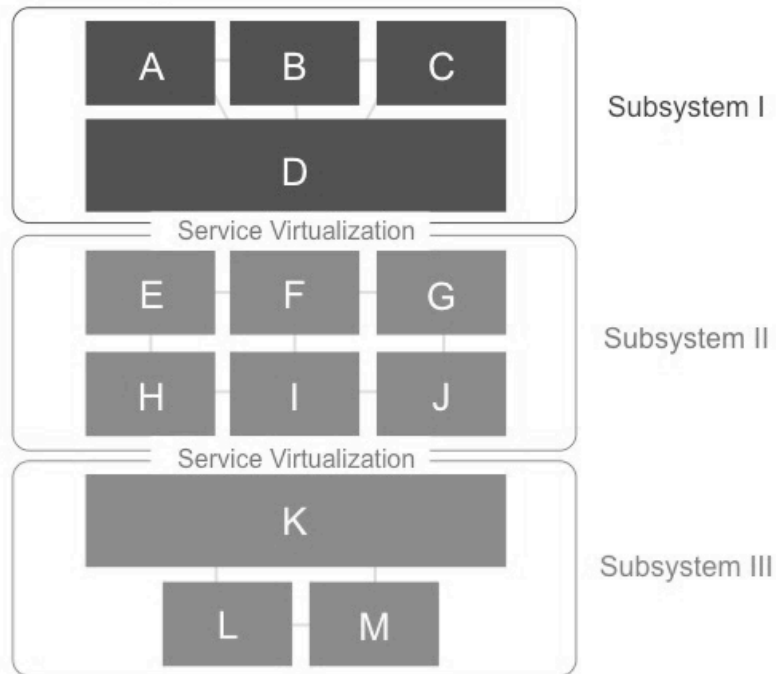 A B C
Subsystem I
D
Service Virtualization
E F G
Subsystem II
H I J
Service Virtualization
K
Subsystem III
L M